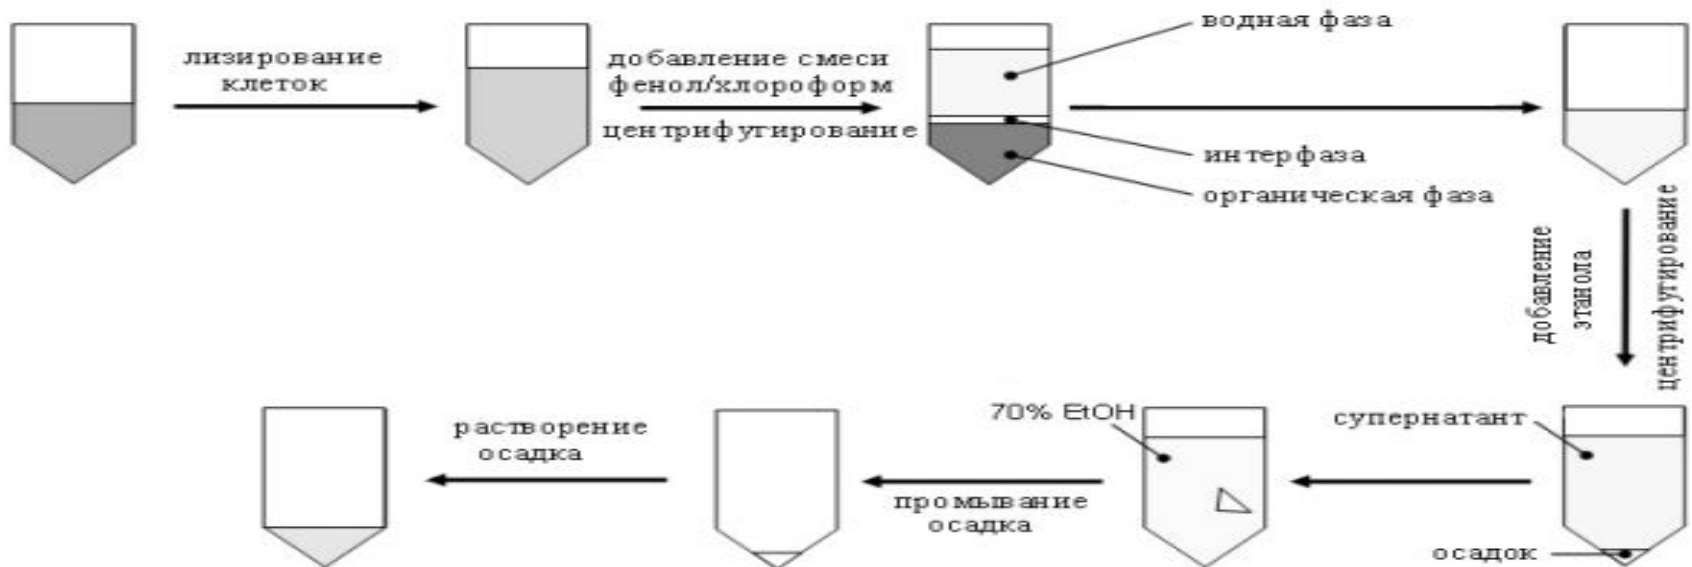 лизирование
клеток
добавление смеси
фенол/хлороформ
центрифугирование
водная фаза
интерфаза
органическая фаза
добавление
этанола
центрифугирование
супернатант
осадок
70% EtOH
промывание
осадка
растворение
осадка